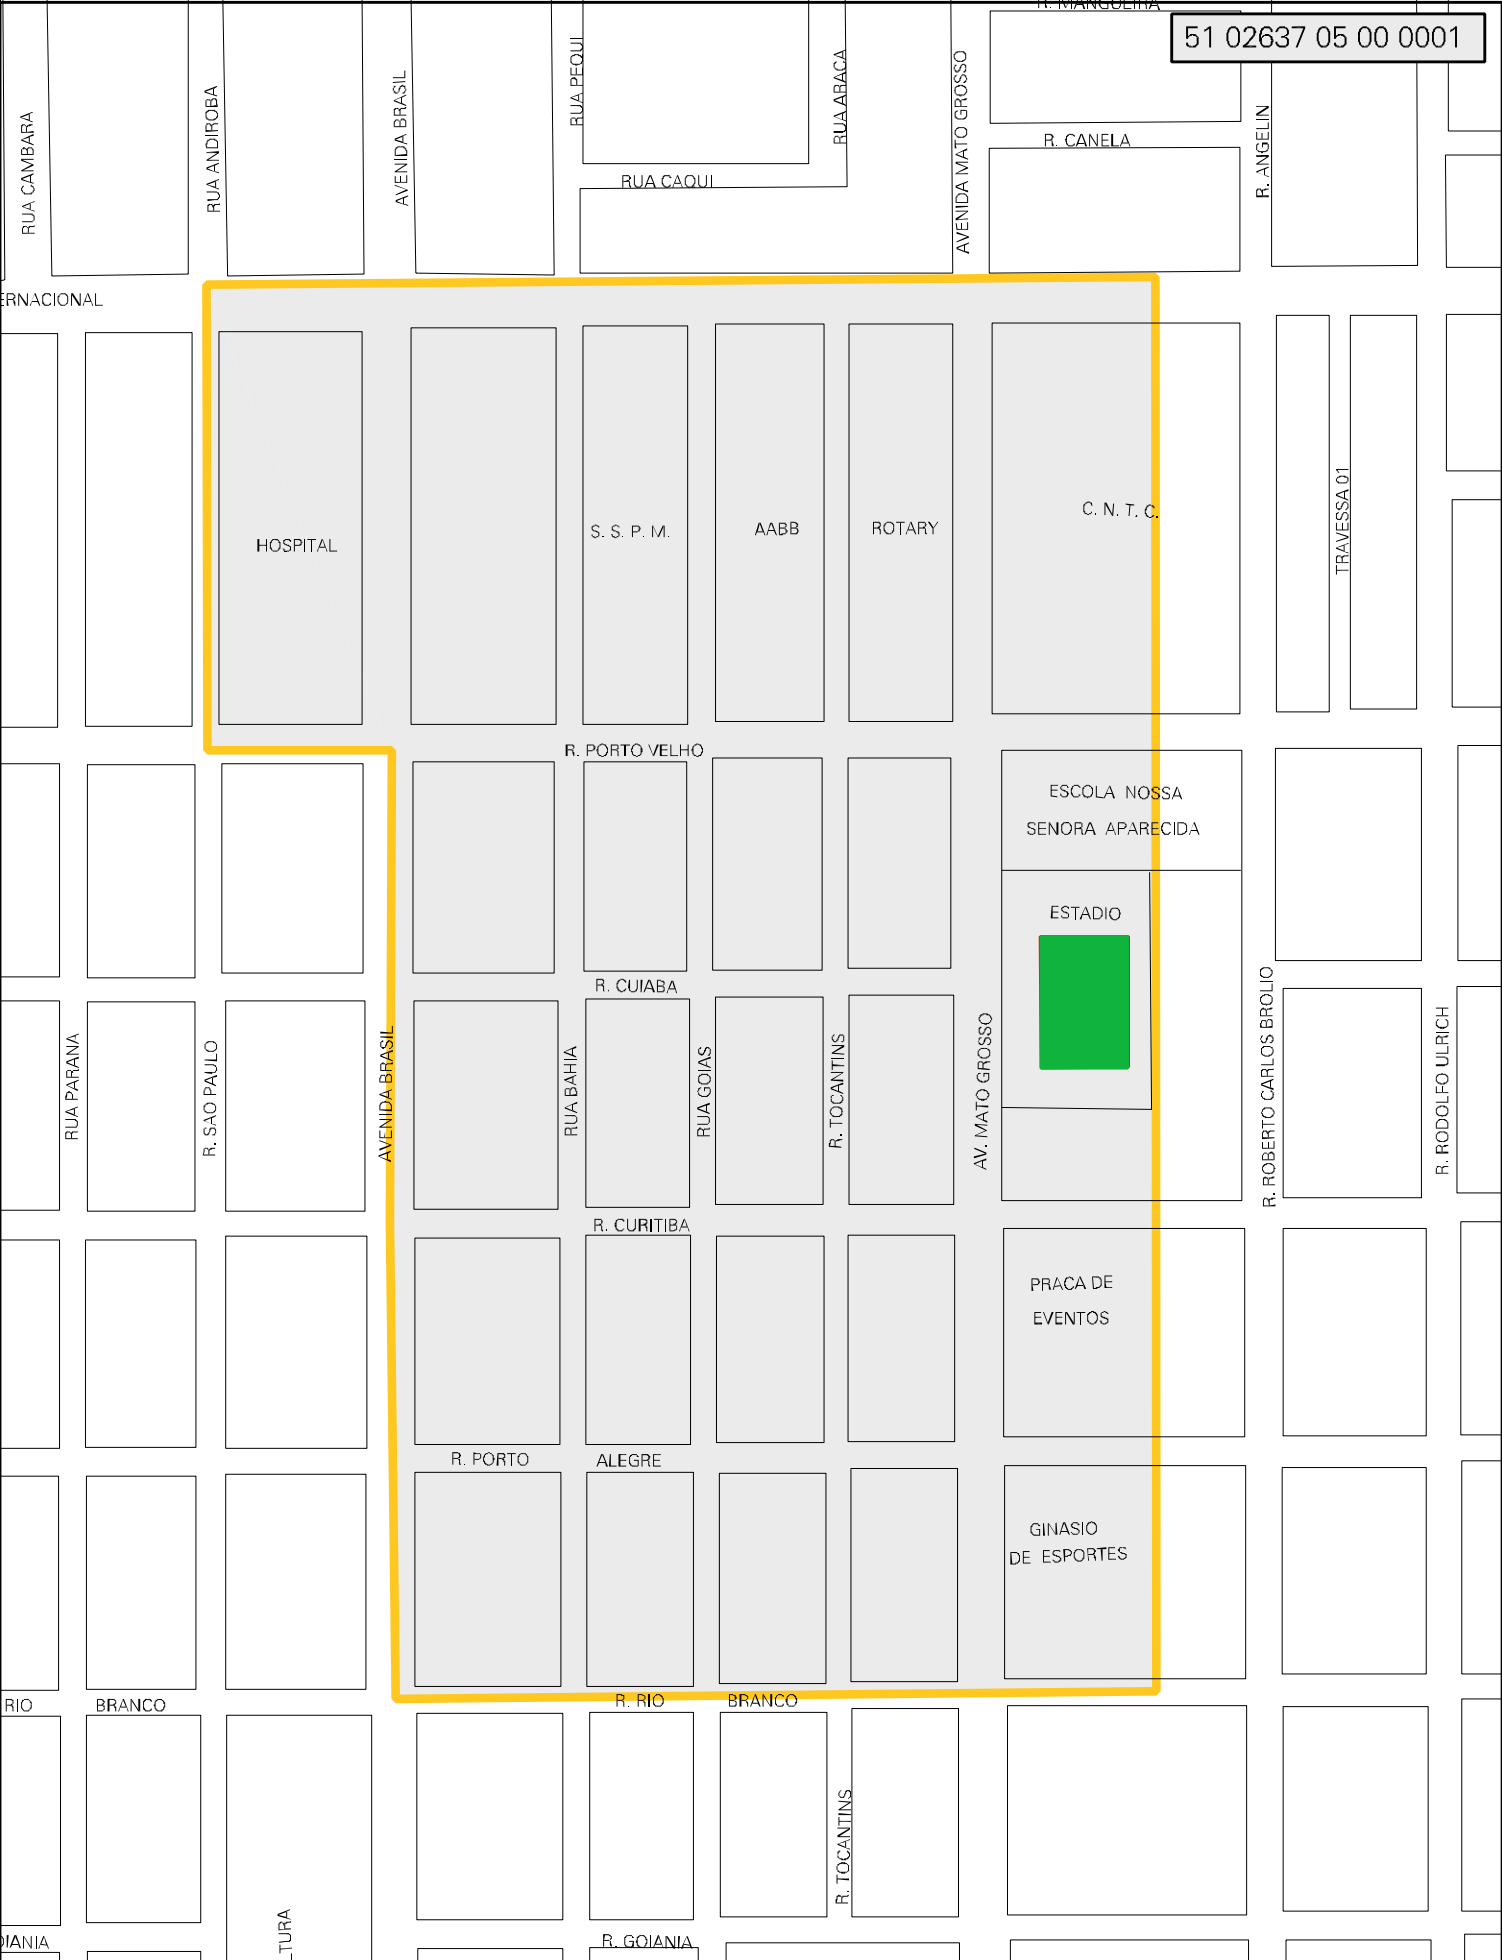 R. MANGUEIRA
51 02637 05 00 0001
RUA CAMBARA
RUA ANDIROBA
AVENIDA BRASIL
RUA PEQUI
RUA ARACA
AVENIDA MATO GROSSO
R. CANELA
R. ANGELIN
RUA CAQUI
ERNACIONAL
HOSPITAL
S. S. P. M.
AABB
ROTARY
C. N. T. C.
TRAVESSA 01
R. PORTO VELHO
ESCOLA NOSSA
SENORA APARECIDA
ESTADIO
R. CUIABA
RUA PARANA
R. SAO PAULO
AVENIDA BRASIL
RUA BAHIA
RUA GOIAS
R. TOCANTINS
AV. MATO GROSSO
R. ROBERTO CARLOS BROLIO
R. RODOLFO ULRICH
R. CURITIBA
PRACA DE
EVENTOS
R. PORTO ALEGRE
GINASIO
DE ESPORTES
RIO BRANCO
R. RIO BRANCO
R. TOCANTINS
LTURA
OIANIA
R. GOIANIA